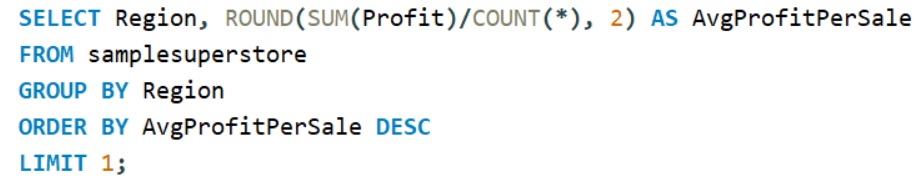 SELECT Region, ROUND(SUM(Profit)/COUNT(*), 2) AS AvgProfitPerSale
FROM samplesuperstore
GROUP BY Region
ORDER BY AvgProfitPerSale DESC
LIMIT 1;